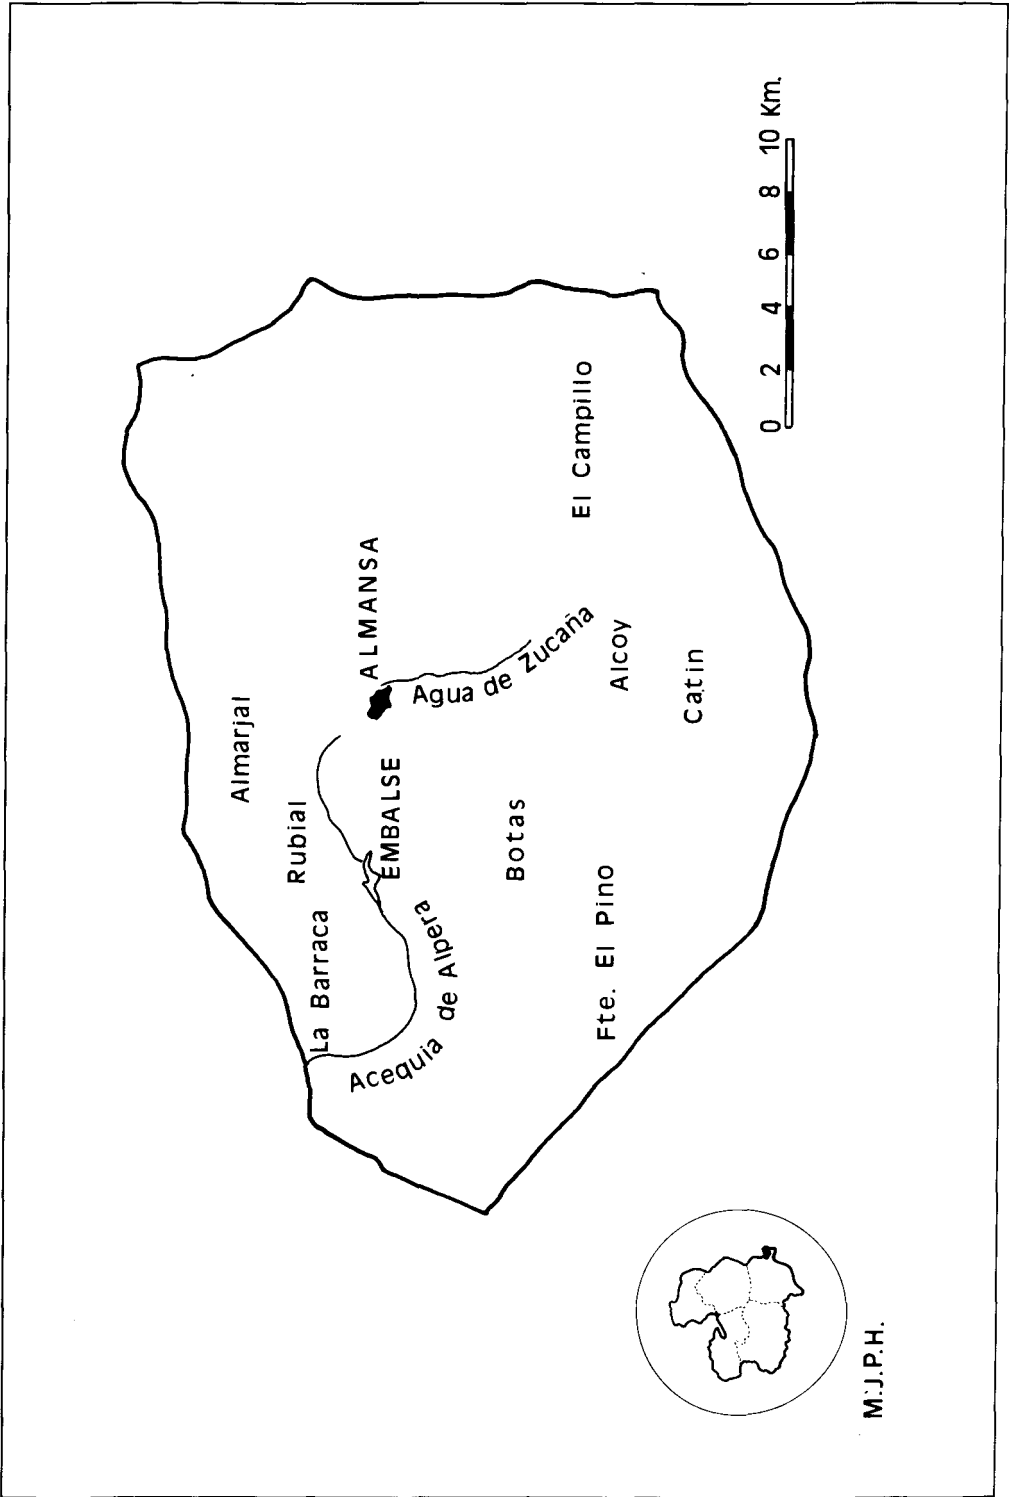 Almarjal
Rubial
La Barraca
ALMANSA
EMBALSE
Agua de Zucaña
Acequia de Alpera
Botas
El Campillo
Fte. El Pino
Alcoy
Catin
0 2 4 6 8 10 Km.
M.J.P.H.